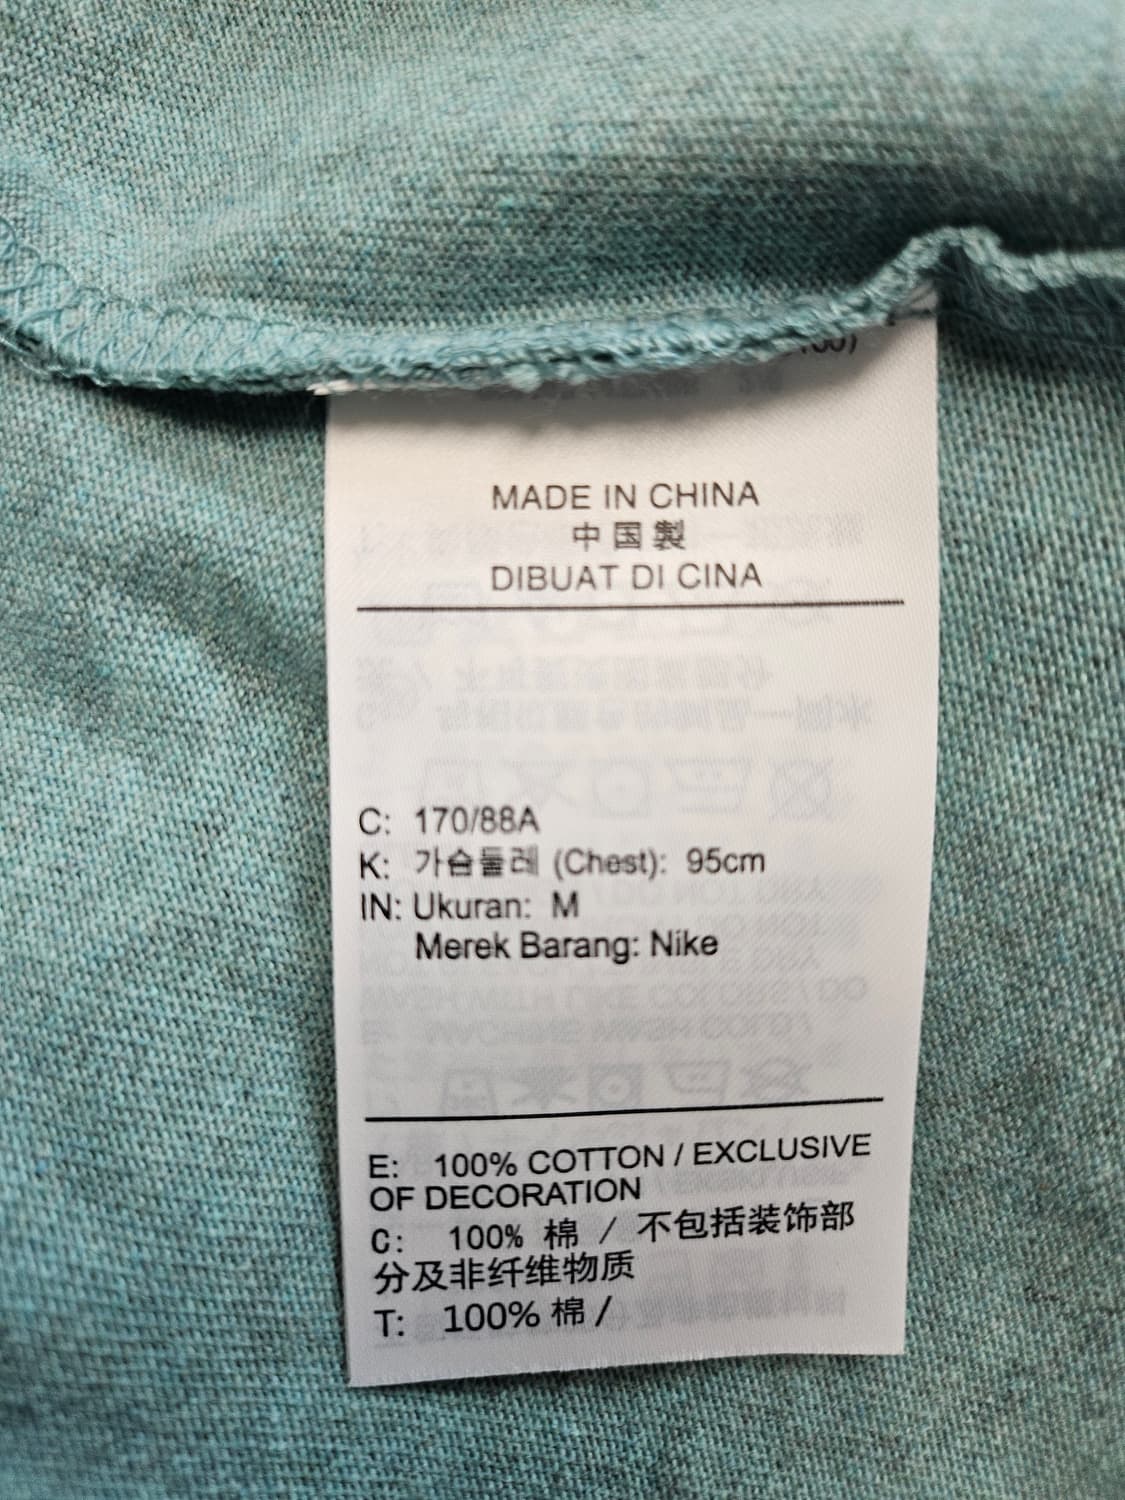 MADE IN CHINA
中国製
DIBUAT DI CINA
C: 170/88A
K: 가슴둘레 (Chest): 95cm
IN: Ukuran: M
Merek Barang: Nike
E: 100% COTTON / EXCLUSIVE
OF DECORATION
C: 100% 棉 / 不包括装饰部
分及非纤维物质
T: 100% 棉 /